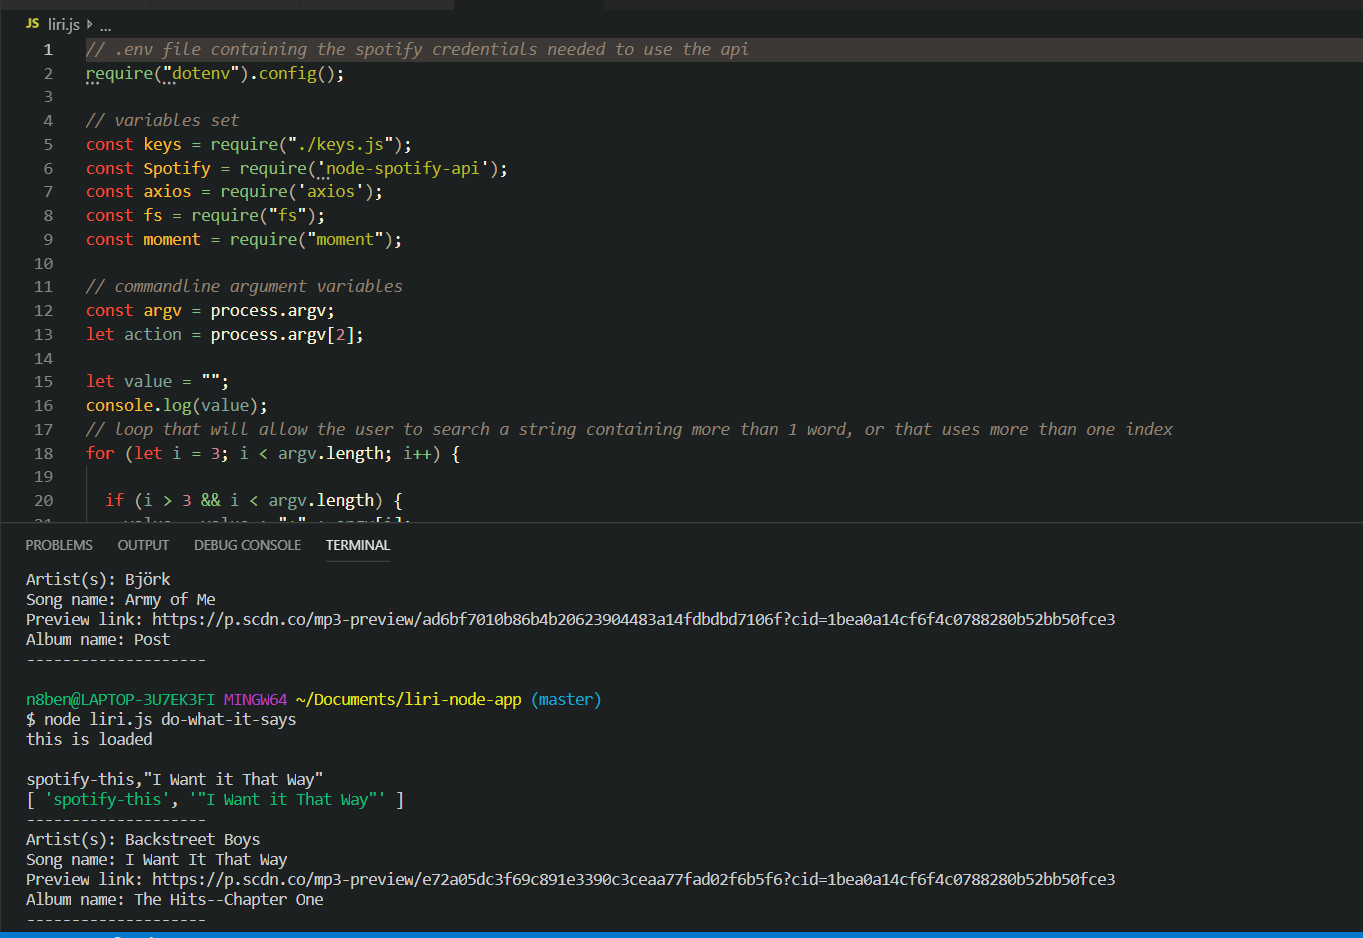 JS liri.js ...
1 // .env file containing the spotify credentials needed to use the api
2 require("dotenv").config();
3
4 // variables set
5 const keys = require("./keys.js");
6 const Spotify = require('node-spotify-api');
7 const axios = require('axios');
8 const fs = require("fs");
9 const moment = require("moment");
10
11 // commandline argument variables
12 const argv = process.argv;
13 let action = process.argv[2];
14
15 let value = "";
16 console.log(value);
17 // loop that will allow the user to search a string containing more than 1 word, or that uses more than one index
18 for (let i = 3; i < argv.length; i++) {
19
20 if (i > 3 && i < argv.length) {
PROBLEMS OUTPUT DEBUG CONSOLE TERMINAL
Artist(s): Björk
Song name: Army of Me
Preview link: https://p.scdn.co/mp3-preview/ad6bf7010b86b4b20623904483a14fdbdbd7106f?cid=1bea0a14cf6f4c0788280b52bb50fce3
Album name: Post
--------------------
n8ben@LAPTOP-3U7EK3FI MINGW64 ~/Documents/liri-node-app (master)
$ node liri.js do-what-it-says
this is loaded
spotify-this,"I Want it That Way"
[ 'spotify-this', '"I Want it That Way"' ]
--------------------
Artist(s): Backstreet Boys
Song name: I Want It That Way
Preview link: https://p.scdn.co/mp3-preview/e72a05dc3f69c891e3390c3ceaa77fad02f6b5f6?cid=1bea0a14cf6f4c0788280b52bb50fce3
Album name: The Hits--Chapter One
--------------------